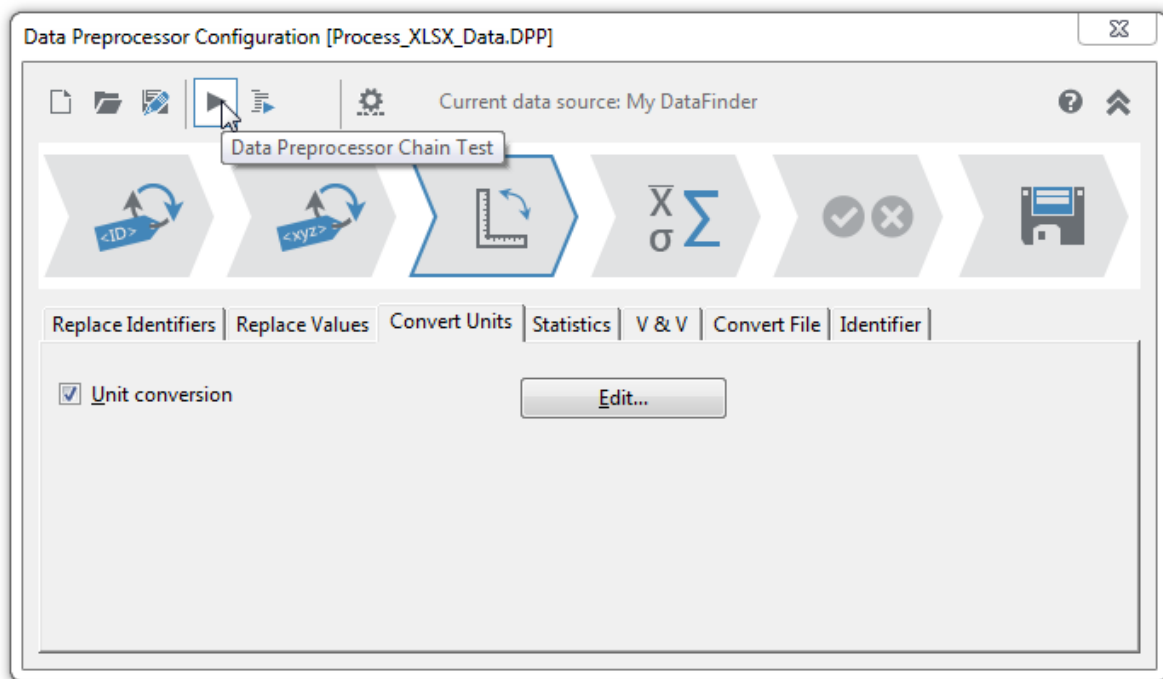 Data Preprocessor Configuration [Process_XLSX_Data.DPP]
Current data source: My DataFinder
?
Data Preprocessor Chain Test
<ID> <xyz> X̅ Σ
σ
Replace Identifiers Replace Values Convert Units Statistics V & V Convert File Identifier
Unit conversion Edit...